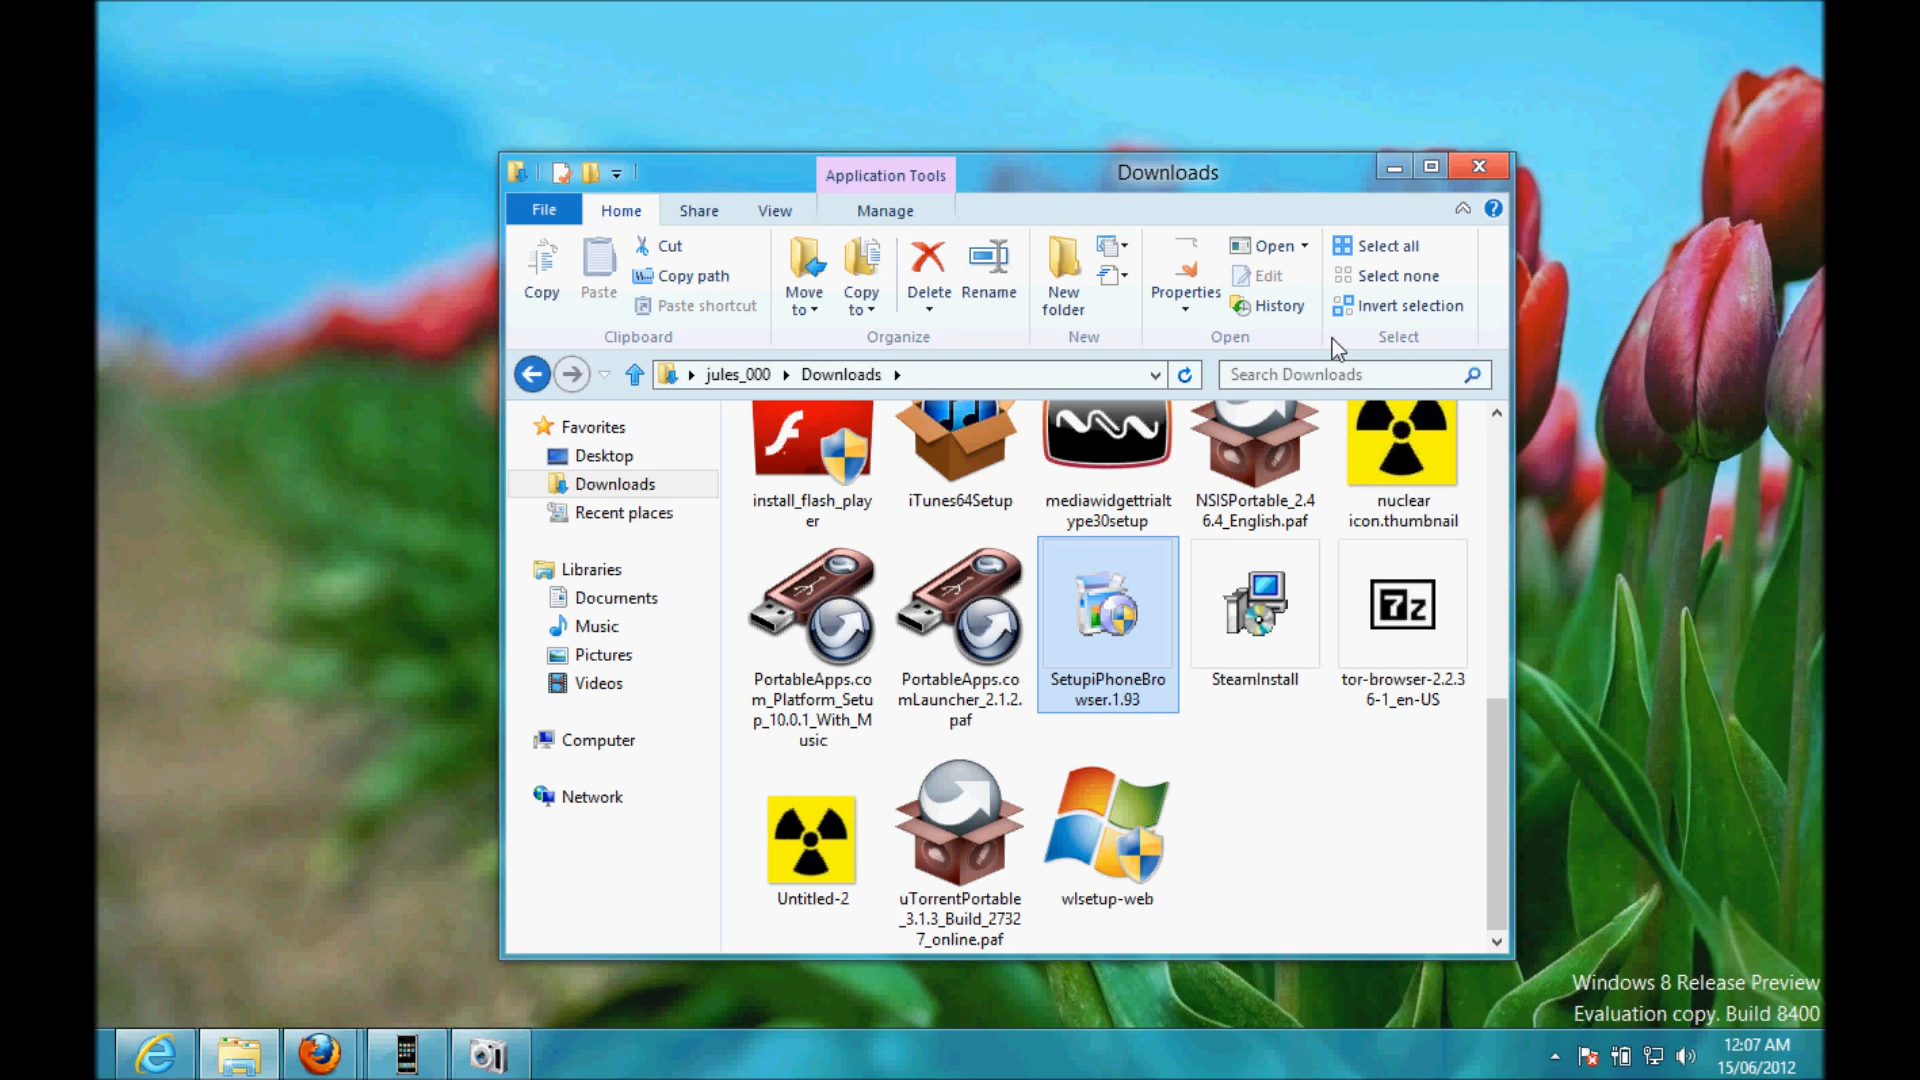 Application Tools
Downloads
File
Home
Share
View
Manage
Copy
Paste
Cut
Copy path
Paste shortcut
Clipboard
Move to
Copy to
Delete
Rename
Organize
New folder
New
Properties
Open
Edit
History
Open
Select all
Select none
Invert selection
Select
jules_000
Downloads
Search Downloads
Favorites
Desktop
Downloads
Recent places
Libraries
Documents
Music
Pictures
Videos
Computer
Network
install_flash_play
er
iTunes64Setup
mediawidgettrialt
ype30setup
NSISPortable_2.4
6.4_English.paf
nuclear
icon.thumbnail
PortableApps.co
m_Platform_Setu
p_10.0.1_With_M
usic
PortableApps.co
mLauncher_2.1.2.
paf
SetupiPhoneBro
wser.1.93
SteamInstall
7z
tor-browser-2.2.3
6-1_en-US
Untitled-2
uTorrentPortable
_3.1.3_Build_2732
7_online.paf
wlsetup-web
Windows 8 Release Preview
Evaluation copy. Build 8400
12:07 AM
15/06/2012